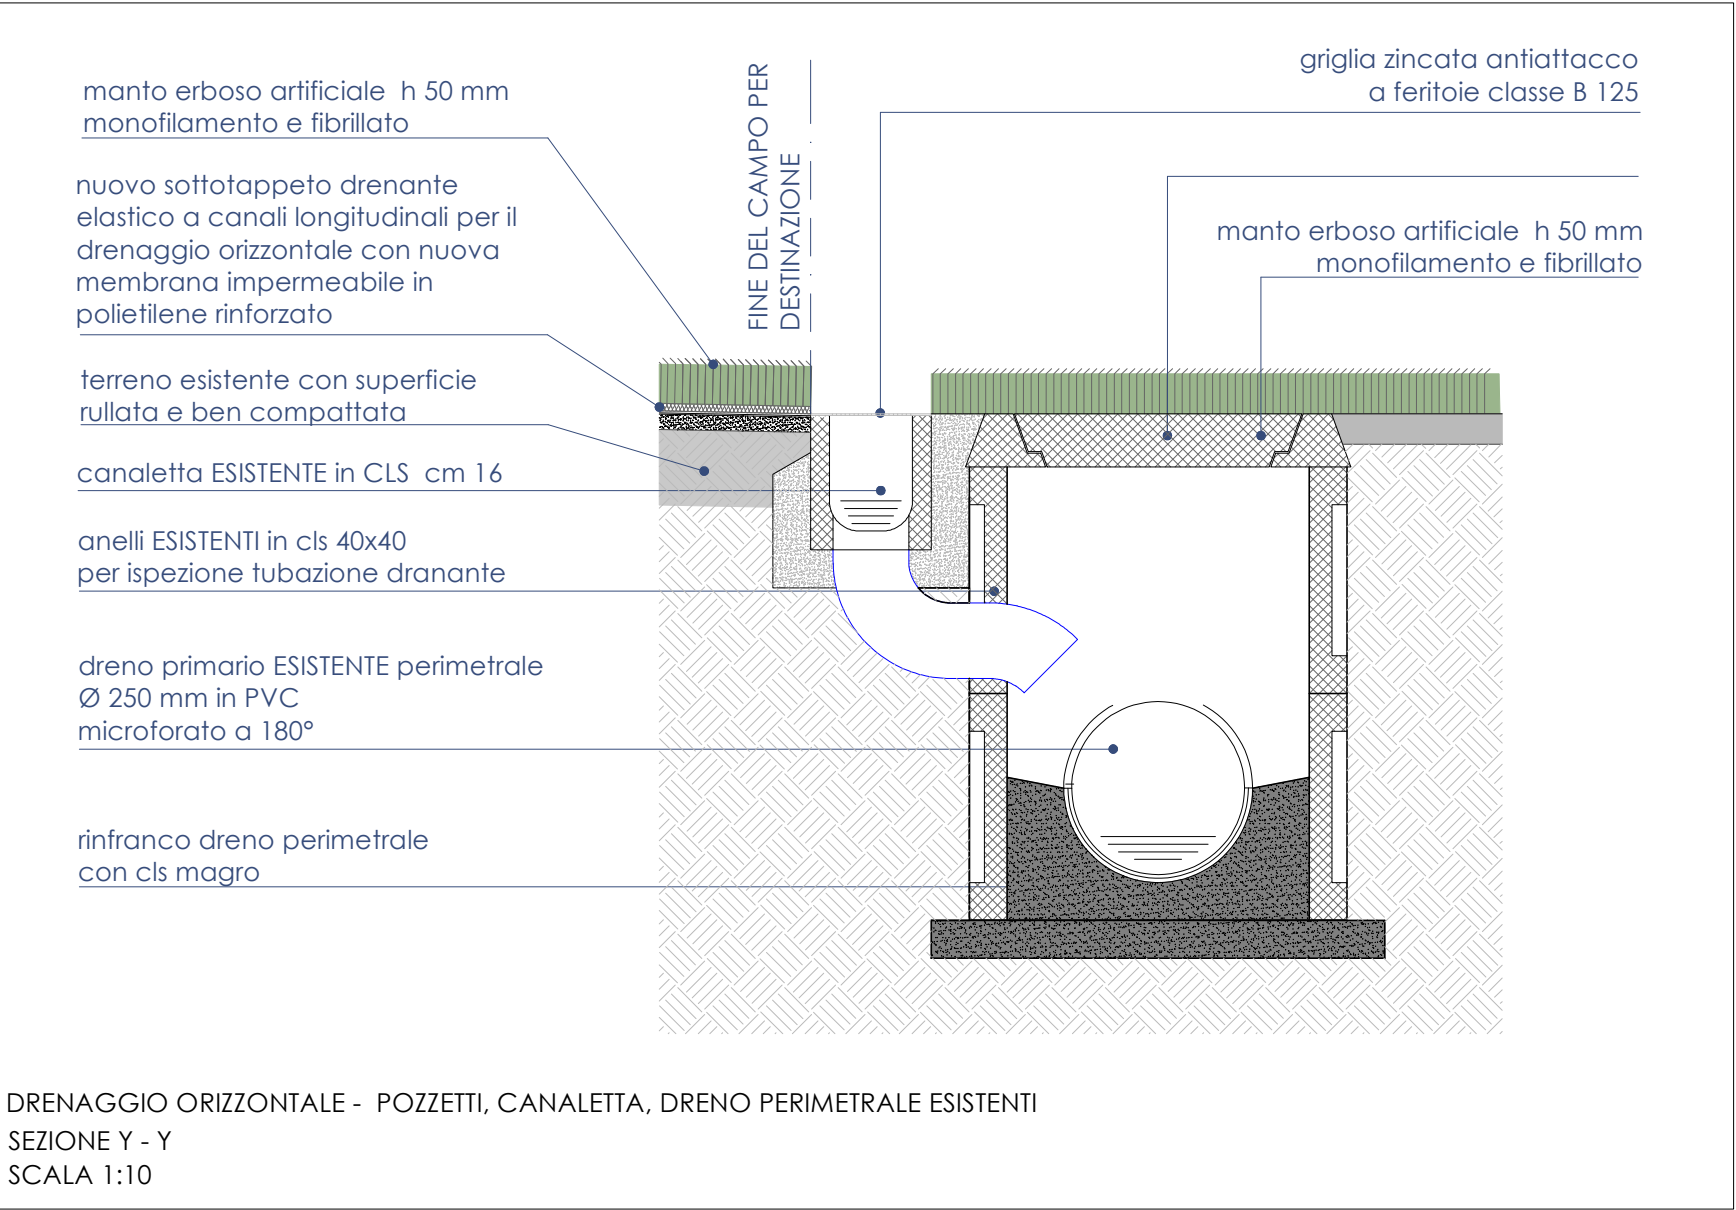 manto erboso artificiale h 50 mm
monofilamento e fibrillato
nuovo sottotappeto drenante
elastico a canali longitudinali per il
drenaggio orizzontale con nuova
membrana impermeabile in
polietilene rinforzato
terreno esistente con superficie
rullata e ben compattata
canaletta ESISTENTE in CLS cm 16
anelli ESISTENTI in cls 40x40
per ispezione tubazione dranante
dreno primario ESISTENTE perimetrale
Ø 250 mm in PVC
microforato a 180°
rinfranco dreno perimetrale
con cls magro
FINE DEL CAMPO PER
DESTINAZIONE
griglia zincata antiattacco
a feritoie classe B 125
manto erboso artificiale h 50 mm
monofilamento e fibrillato
DRENAGGIO ORIZZONTALE - POZZETTI, CANALETTA, DRENO PERIMETRALE ESISTENTI
SEZIONE Y - Y
SCALA 1:10